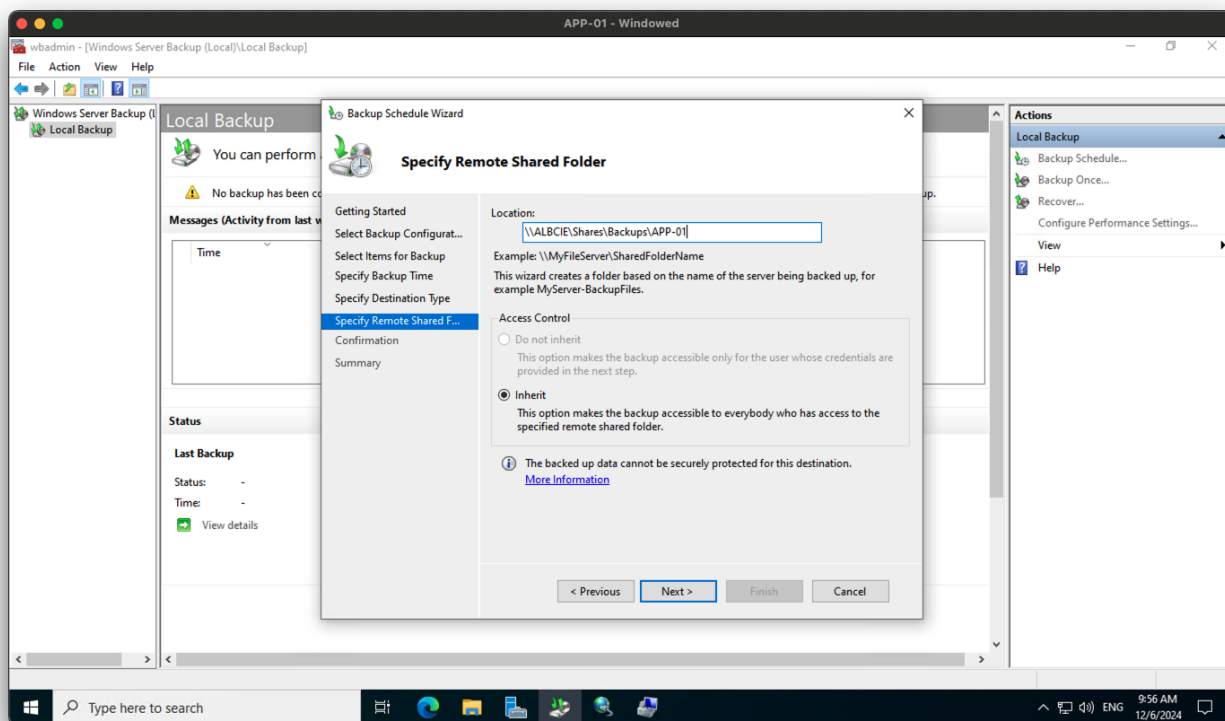 APP-01 - Windowed
wbadmin - [Windows Server Backup (Local)\Local Backup]
File Action View Help
Windows Server Backup (L
Local Backup
Local Backup
You can perform
No backup has been co
up.
Messages (Activity from last w
Time
Status
Last Backup
Status: -
Time: -
View details
Backup Schedule Wizard
Specify Remote Shared Folder
Getting Started
Select Backup Configurat...
Select Items for Backup
Specify Backup Time
Specify Destination Type
Specify Remote Shared F...
Confirmation
Summary
Location:
\\ALBCIE\Shares\Backups\APP-01
Example: \\MyFileServer\SharedFolderName
This wizard creates a folder based on the name of the server being backed up, for
example MyServer-BackupFiles.
Access Control
Do not inherit
This option makes the backup accessible only for the user whose credentials are
provided in the next step.
Inherit
This option makes the backup accessible to everybody who has access to the
specified remote shared folder.
The backed up data cannot be securely protected for this destination.
More Information
< Previous
Next >
Finish
Cancel
Actions
Local Backup
Backup Schedule...
Backup Once...
Recover...
Configure Performance Settings...
View
Help
Type here to search
ENG
9:56 AM
12/6/2024